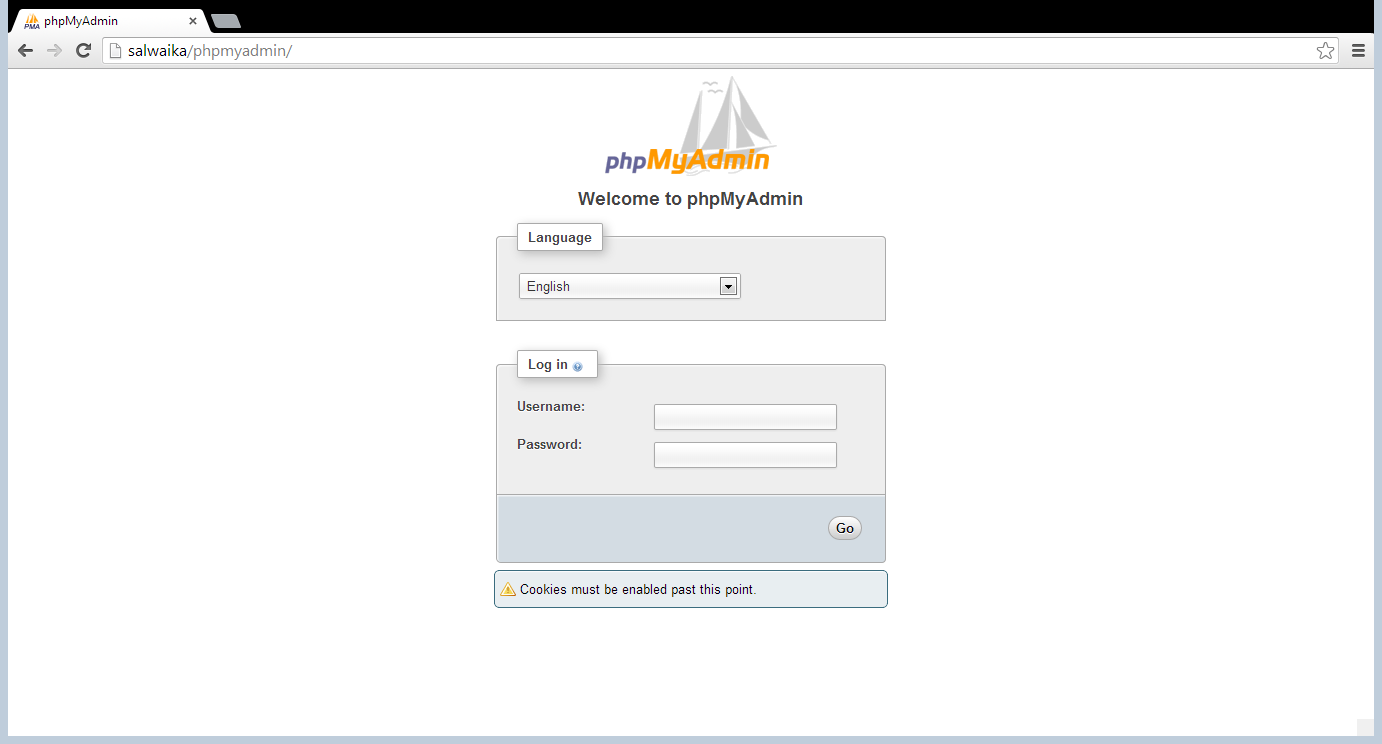 phpMyAdmin
salwaika/phpmyadmin/
phpMyAdmin
Welcome to phpMyAdmin
Language
English
Log in
Username:
Password:
Go
Cookies must be enabled past this point.